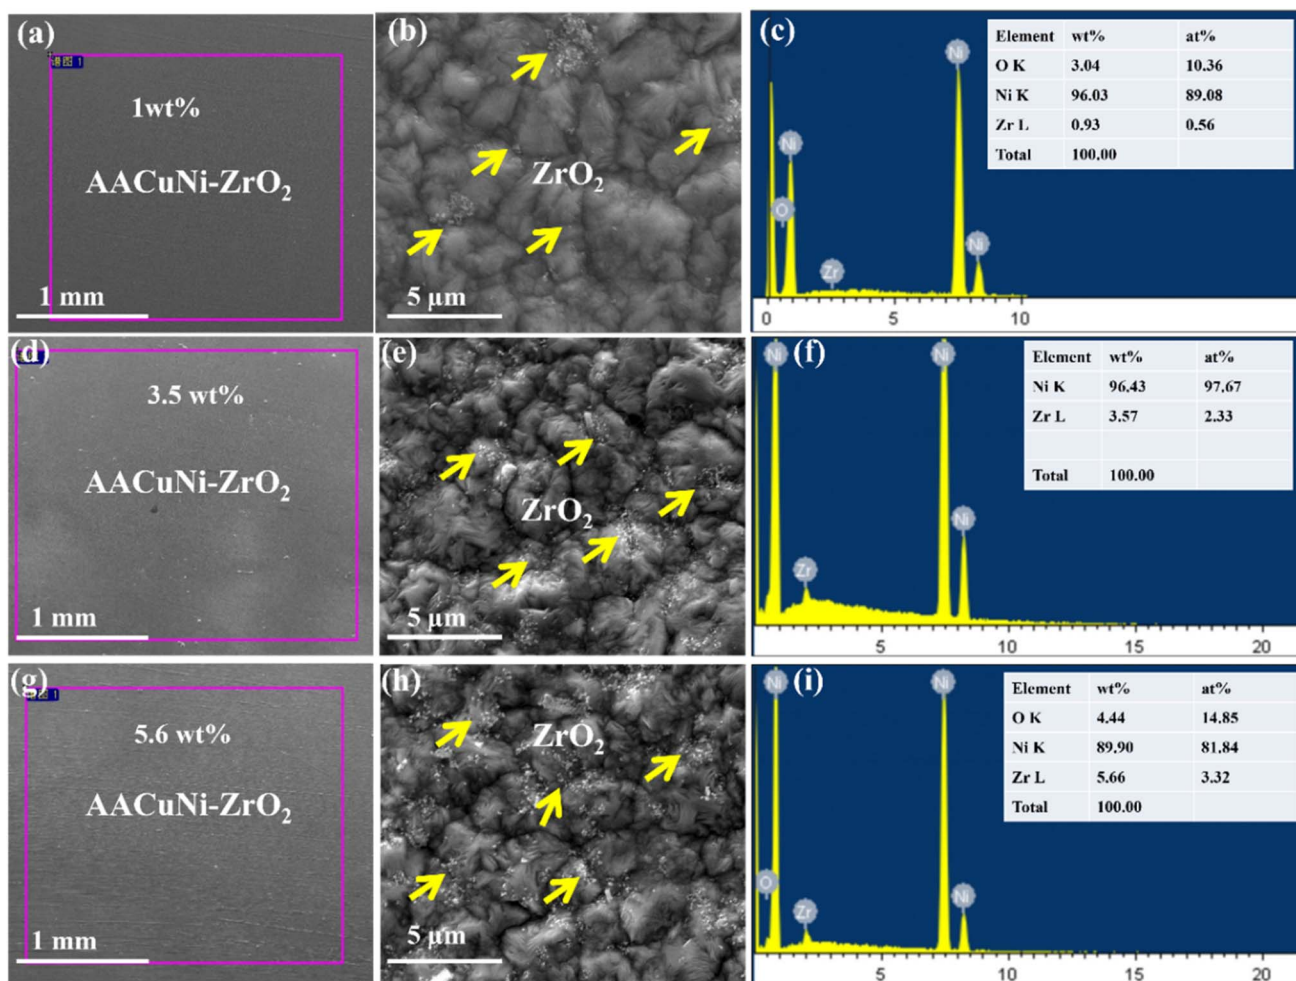 (a)
1wt%
AACuNi-ZrO₂
1 mm
(b)
ZrO₂
5 μm
(c)
Ni
Ni
O
Zr
Ni
Element wt% at%
O K 3.04 10.36
Ni K 96.03 89.08
Zr L 0.93 0.56
Total 100.00
0 5 10
(d)
3.5 wt%
AACuNi-ZrO₂
1 mm
(e)
ZrO₂
5 μm
(f)
Ni
Ni
Ni
Zr
Element wt% at%
Ni K 96.43 97.67
Zr L 3.57 2.33
Total 100.00
5 10 15 20
(g)
5.6 wt%
AACuNi-ZrO₂
1 mm
(h)
ZrO₂
5 μm
(i)
Ni
Ni
O
Zr
Ni
Element wt% at%
O K 4.44 14.85
Ni K 89.90 81.84
Zr L 5.66 3.32
Total 100.00
5 10 15 20